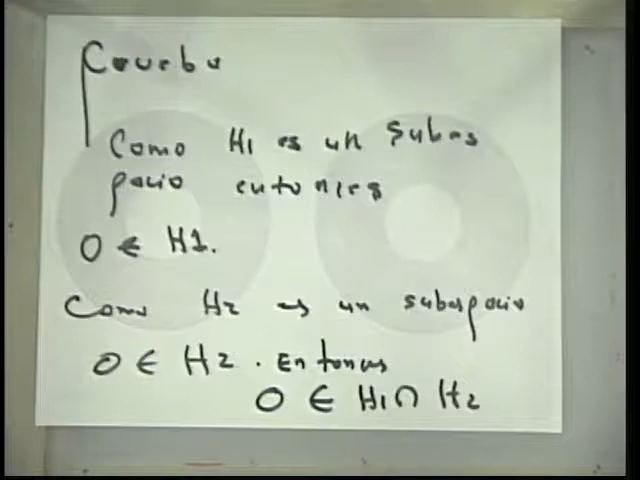 Prueba
Como H1 es un subes
pacio entonces
0 ∈ H1.
Como H2 es un subespacio
0 ∈ H2. Entonces
0 ∈ H1 ∩ H2